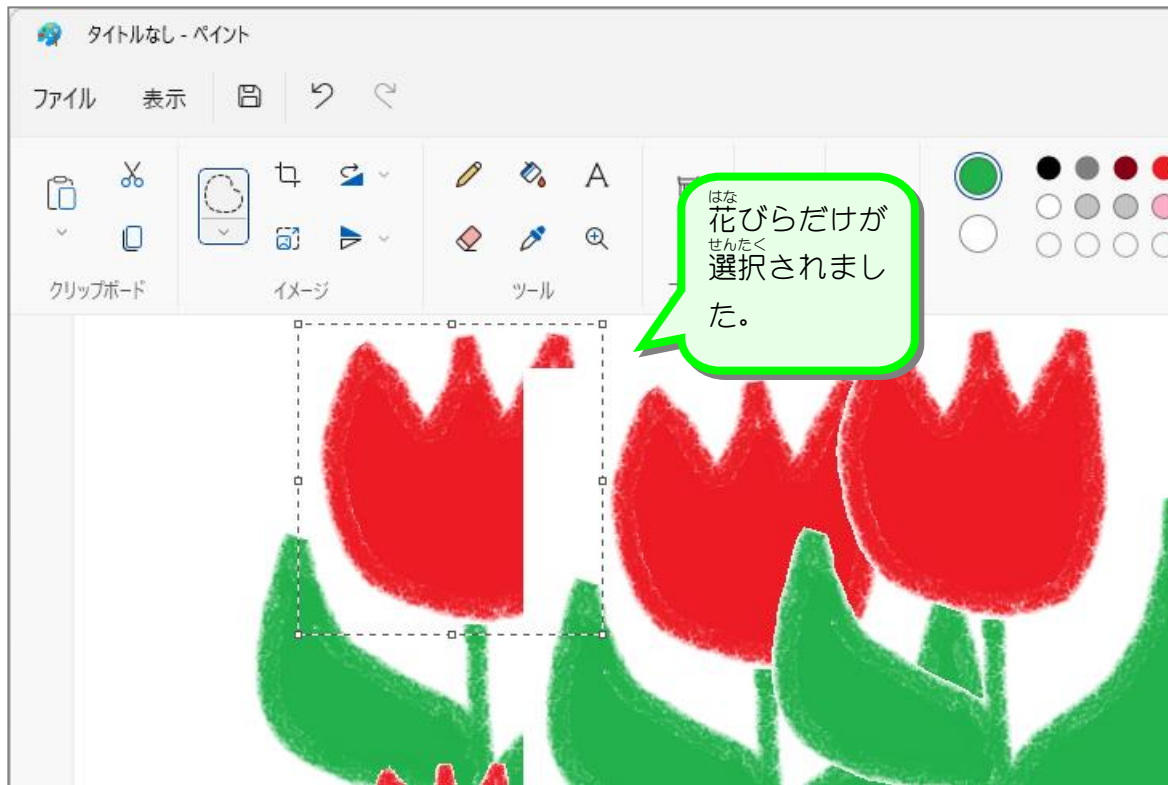 タイトルなし - ペイント
ファイル 表示
クリップボード
イメージ
ツール
はな
花びらだけが
せんたく
選択されまし
た。